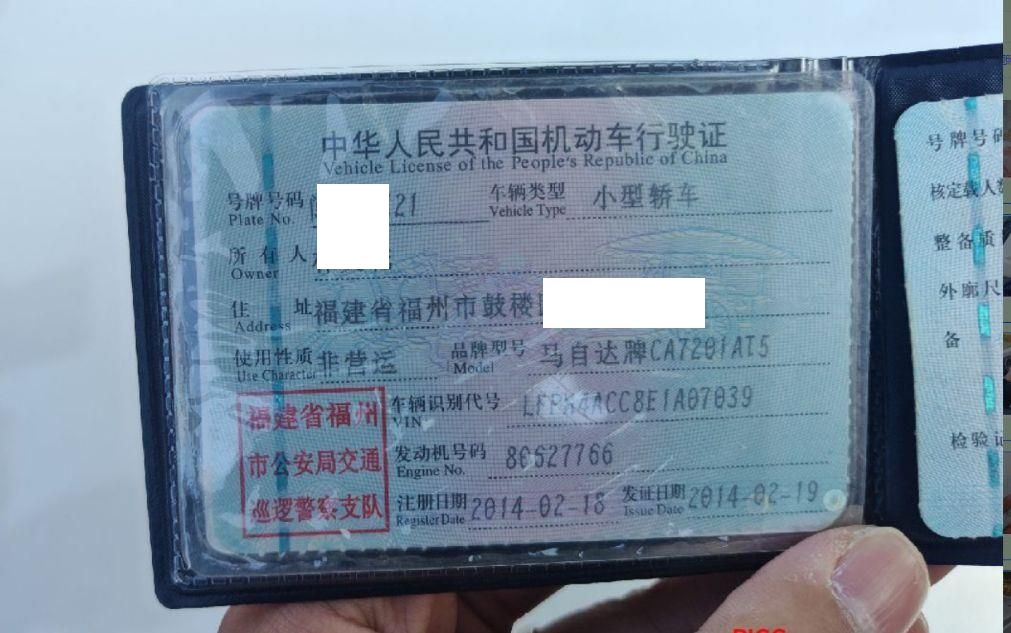 中华人民共和国机动车行驶证
Vehicle License of the People's Republic of China
号牌号码 21 车辆类型 小型轿车
Plate No. Vehicle Type
所有人
Owner
住址 福建省福州市鼓楼
Address
使用性质 非营运 品牌型号 马自达牌CA7201AT5
Use Character Model
车辆识别代号 LFPH4ACC8E1A07039
VIN
发动机号码 80627766
Engine No.
注册日期 2014-02-18 发证日期 2014-02-19
Register Date Issue Date
福建省福州
市公安局交通
巡逻警察支队
号牌号码
核定载人数
整备质
外廓尺
备
检验记